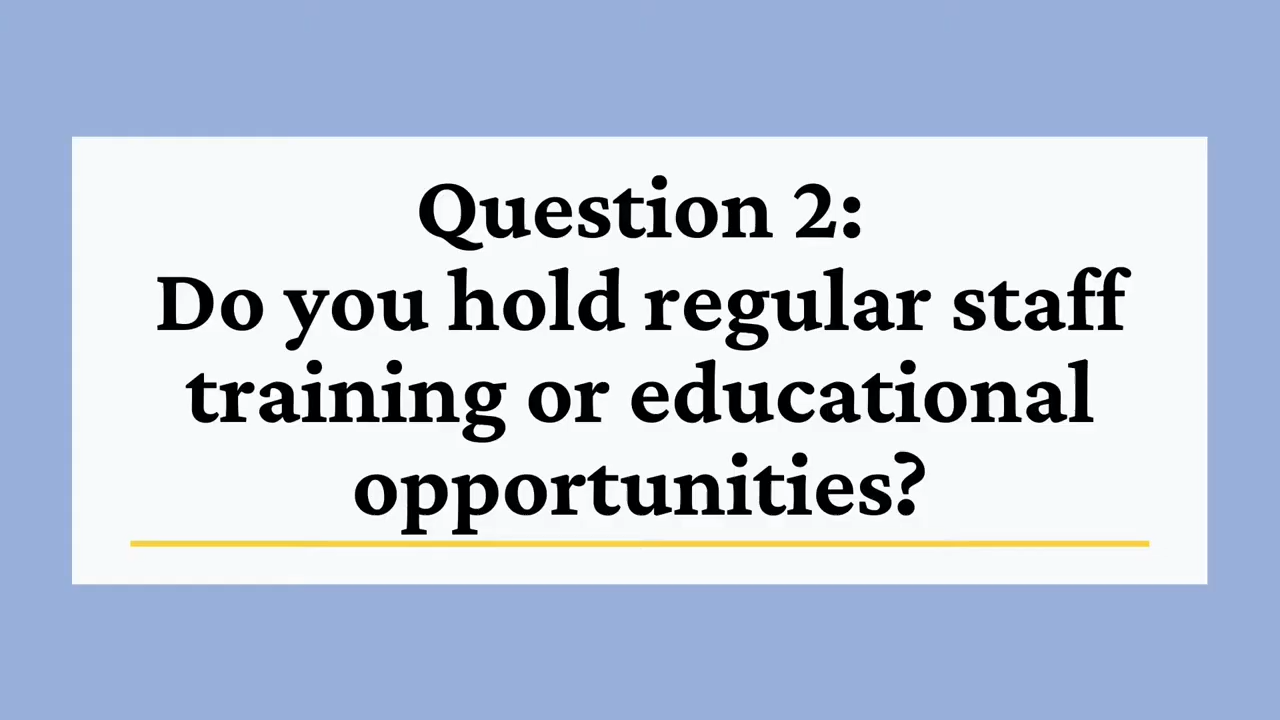 Question 2:
Do you hold regular staff
training or educational
opportunities?